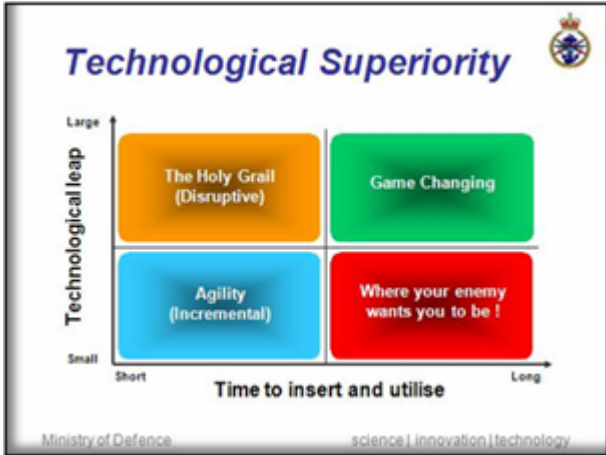 Technological Superiority
Large
Technological leap
The Holy Grail
(Disruptive)
Game Changing
Agility
(Incremental)
Where your enemy
wants you to be !
Small
Short
Time to insert and utilise
Long
Ministry of Defence
science | innovation | technology